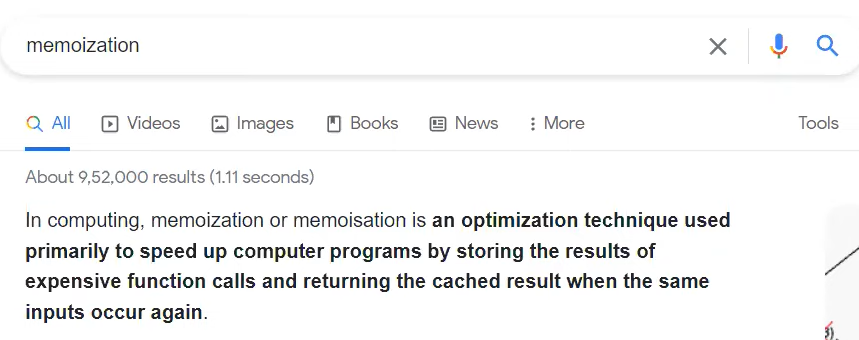 memoization
All Videos Images Books News More Tools
About 9,52,000 results (1.11 seconds)
In computing, memoization or memoisation is an optimization technique used
primarily to speed up computer programs by storing the results of
expensive function calls and returning the cached result when the same
inputs occur again.